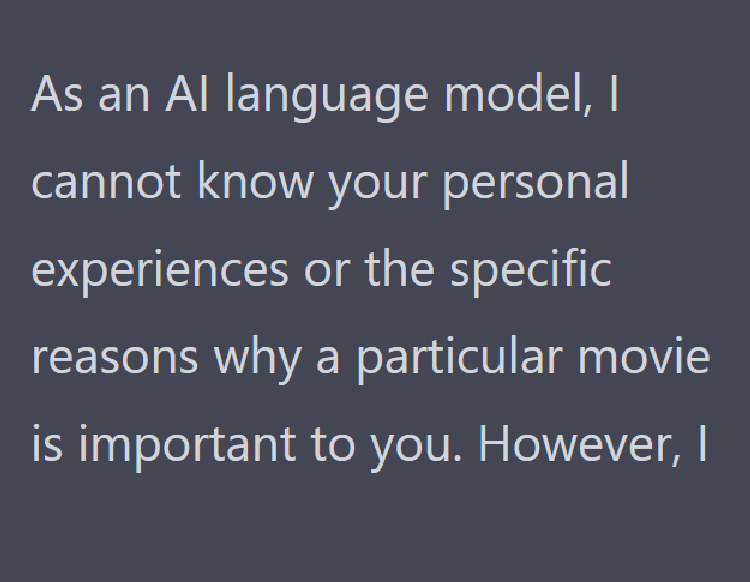 As an AI language model, I
cannot know your personal
experiences or the specific
reasons why a particular movie
is important to you. However, I